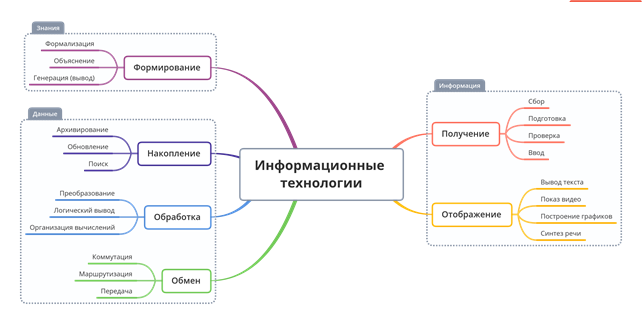 Знания
Формализация
Объяснение
Генерация (вывод)
Формирование
Данные
Архивирование
Обновление
Поиск
Накопление
Преобразование
Логический вывод
Организация вычислений
Обработка
Коммутация
Маршрутизация
Передача
Обмен
Информационные
технологии
Информация
Получение
Сбор
Подготовка
Проверка
Ввод
Отображение
Вывод текста
Показ видео
Построение графиков
Синтез речи